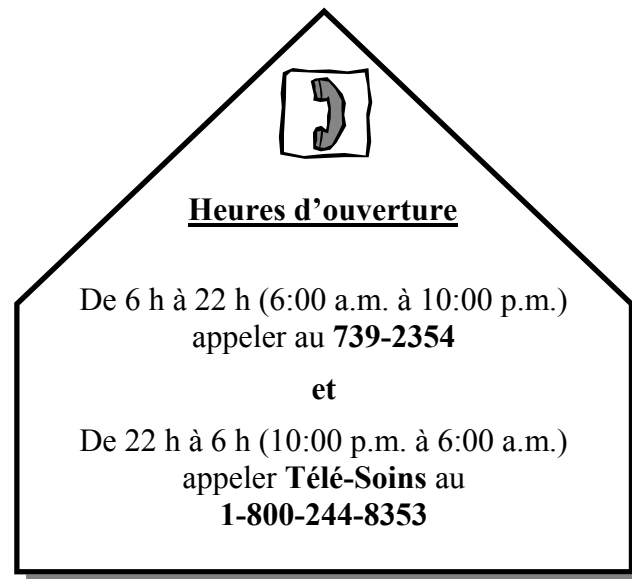 Heures d’ouverture
De 6 h à 22 h (6:00 a.m. à 10:00 p.m.)
appeler au 739-2354
et
De 22 h à 6 h (10:00 p.m. à 6:00 a.m.)
appeler Télé-Soins au
1-800-244-8353